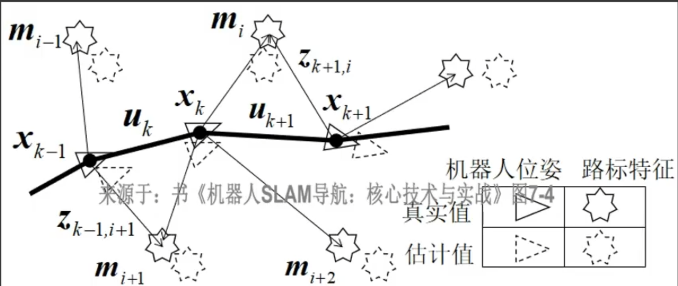 m_{i-1}
m_i
z_{k+1,i}
x_k
u_k
u_{k+1}
x_{k+1}
x_{k-1}
机器人位姿 路标特征
来源于：书《机器人SLAM导航：核心技术与实战》图7-4
真实值
z_{k-1,i+1}
估计值
m_{i+1}
m_{i+2}